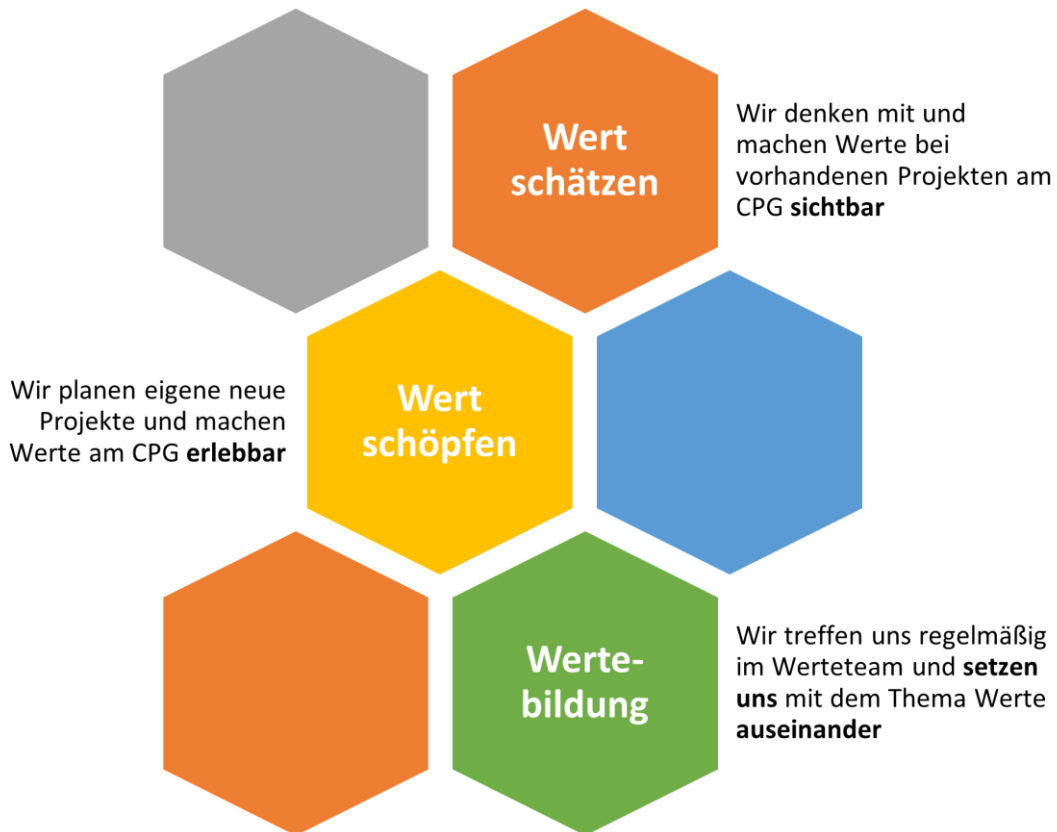 Wert
schätzen
Wir denken mit und
machen Werte bei
vorhandenen Projekten am
CPG sichtbar
Wir planen eigene neue
Projekte und machen
Werte am CPG erlebbar
Wert
schöpfen
Werte-
bildung
Wir treffen uns regelmäßig
im Werteteam und setzen
uns mit dem Thema Werte
auseinander